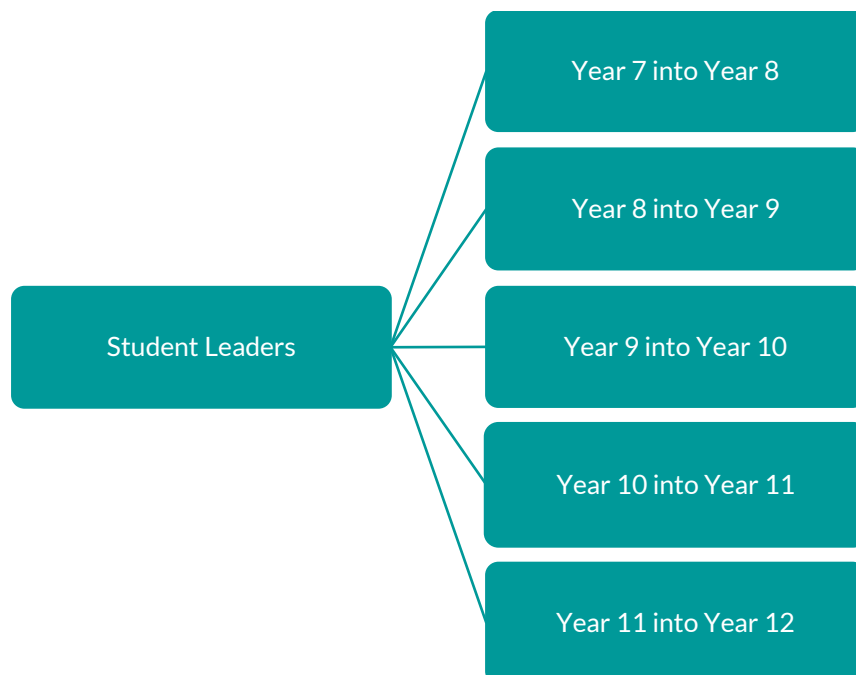 Student Leaders
Year 7 into Year 8
Year 8 into Year 9
Year 9 into Year 10
Year 10 into Year 11
Year 11 into Year 12